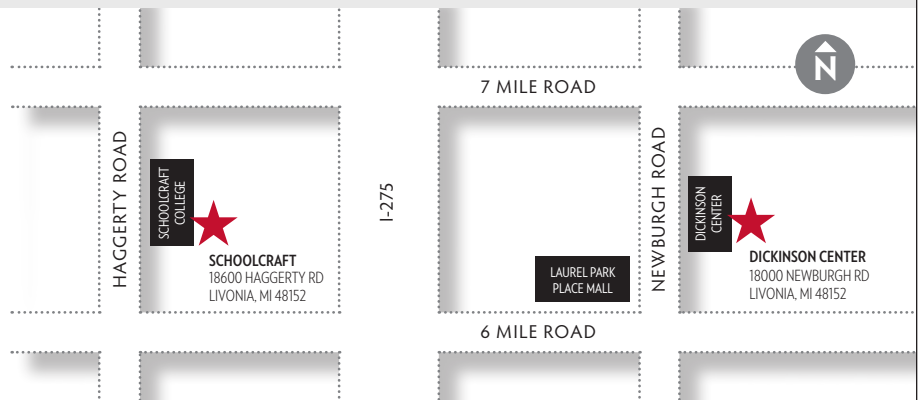 N
7 MILE ROAD
HAGGERTY ROAD
SCHOOLCRAFT
COLLEGE
SCHOOLCRAFT
18600 HAGGERTY RD
LIVONIA, MI 48152
I-275
LAUREL PARK
PLACE MALL
NEWBURGH ROAD
DICKINSON
CENTER
DICKINSON CENTER
18000 NEWBURGH RD
LIVONIA, MI 48152
6 MILE ROAD